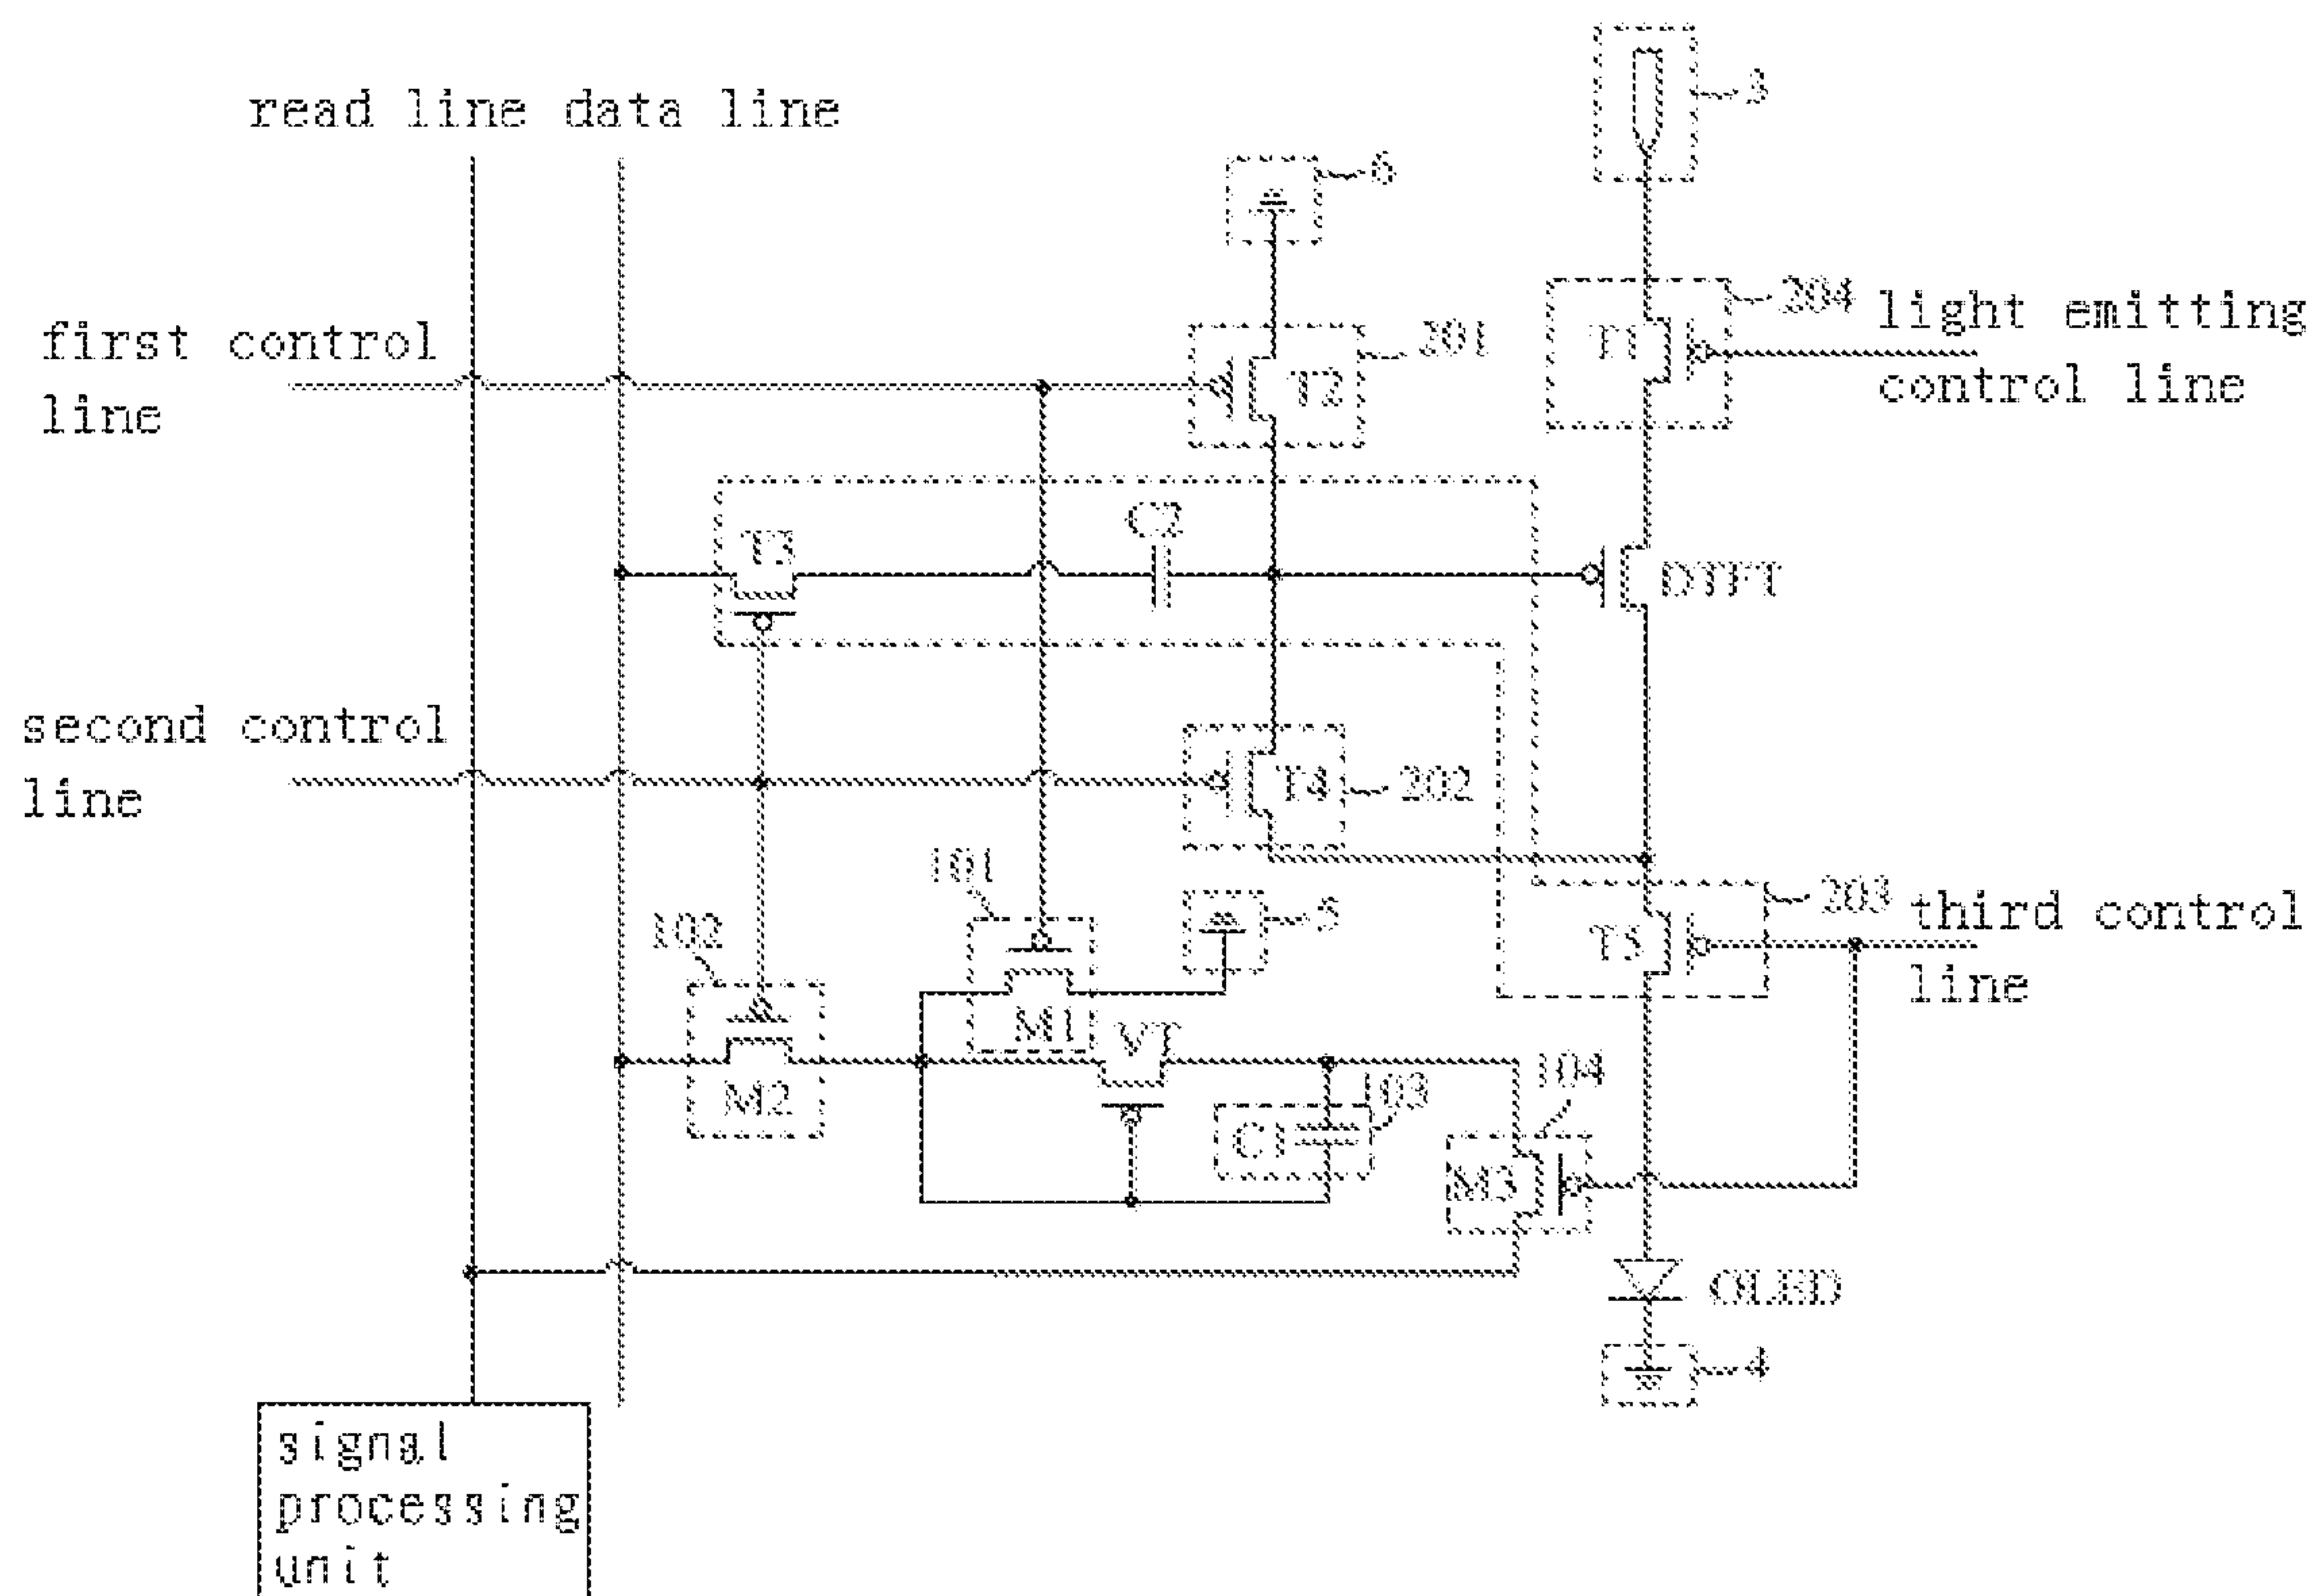 read line data line
3
6
204
light emitting
control line
first control
line
201
T1
T2
C2
T3
DTFT
second control
line
T4
202
101
5
203
third control
line
102
T5
M1
VT
104
103
M2
C1
M3
OLED
4
signal
processing
unit